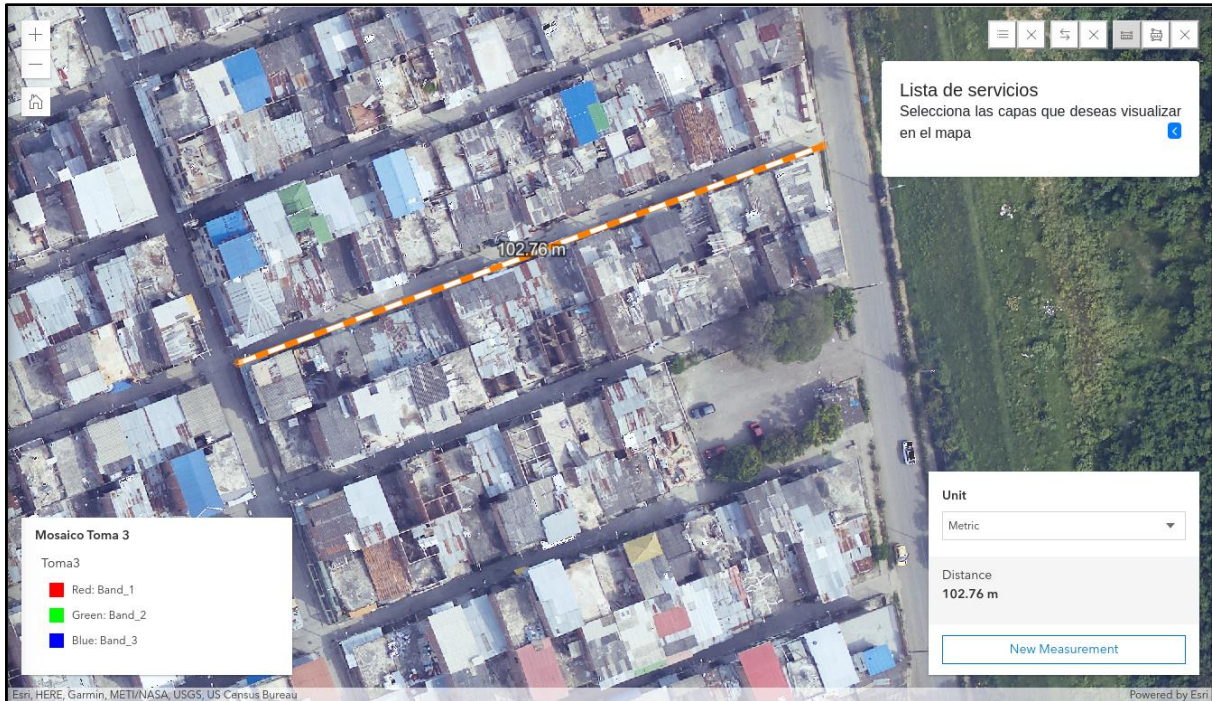 Lista de servicios
Selecciona las capas que deseas visualizar
en el mapa
102.76 m
Mosaico Toma 3
Toma3
Red: Band_1
Green: Band_2
Blue: Band_3
Unit
Metric
Distance
102.76 m
New Measurement
Esri, HERE, Garmin, METI/NASA, USGS, US Census Bureau
Powered by Esri